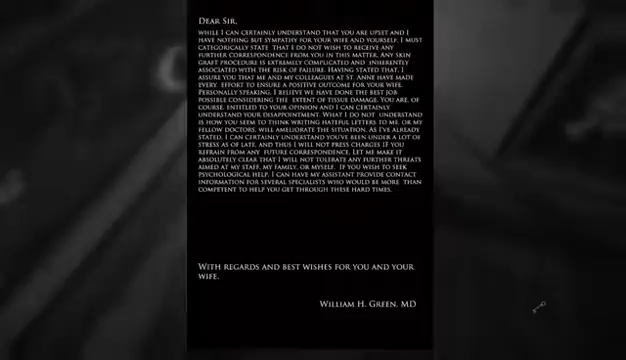 Dear Sir,
while I can certainly understand that you are upset and I
have nothing but sympathy for your wife and yourself, I must
categorically state that I do not wish to receive any
further correspondence from you in this matter. Any skin
graft procedure is extremely complicated and inherently
associated with the risk of failure. Having stated that, I
assure you that me and my colleagues at St. Anne have made
every effort to ensure a positive outcome for your wife.
Personally speaking, I believe we have done the best job
possible considering the extent of tissue damage. You are, of
course, entitled to your opinion and I can certainly
understand your disappointment. What I do not understand
is how you seem to think writing hateful letters to me, or my
fellow doctors, will ameliorate the situation. As I've already
stated, I can certainly understand you've been under a lot of
stress as of late, and thus I will not press charges if you
refrain from any future correspondence. Let me make it
absolutely clear that I will not tolerate any further threats
aimed at my staff, my family, or myself. If you wish to seek
psychological help, I can have my assistant provide contact
information for several specialists who would be more than
competent to help you get through these hard times.
With regards and best wishes for you and your
wife,
William H. Green, MD